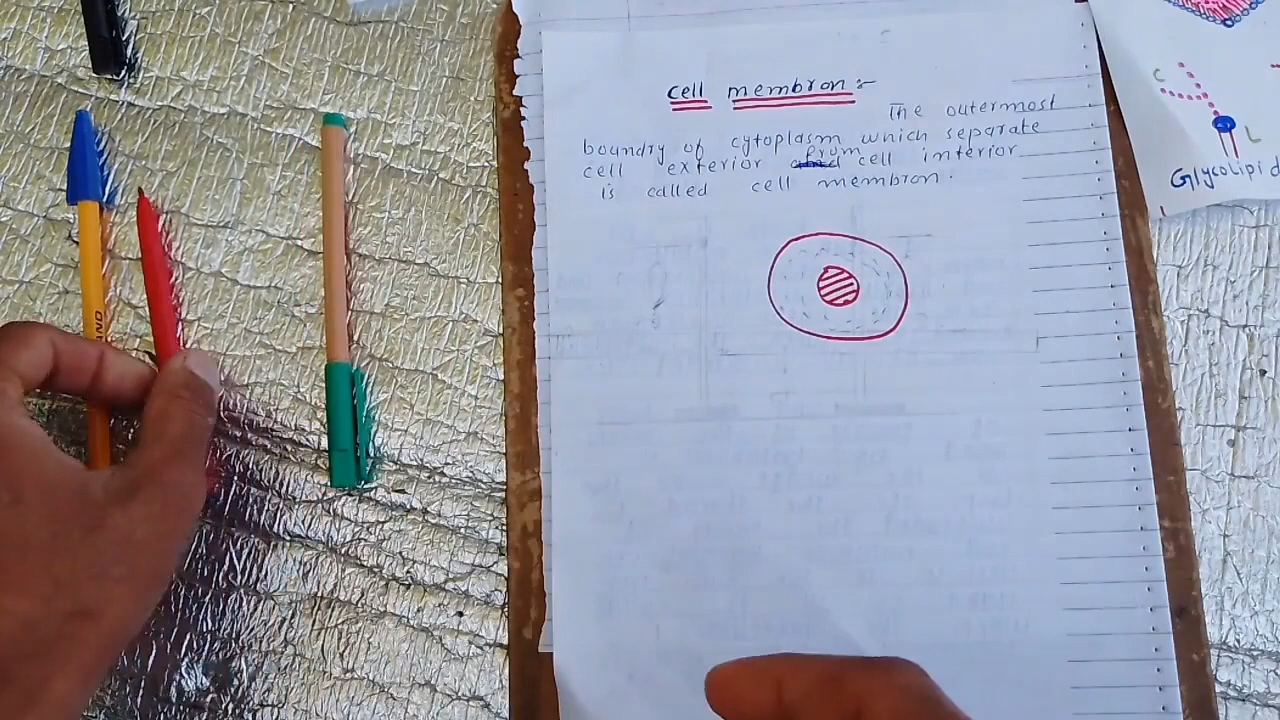 cell membron:-
The outermost
boundry of cytoplasm which separate
cell exterior from cell interior
is called cell membron.
C
L
Glycolipid